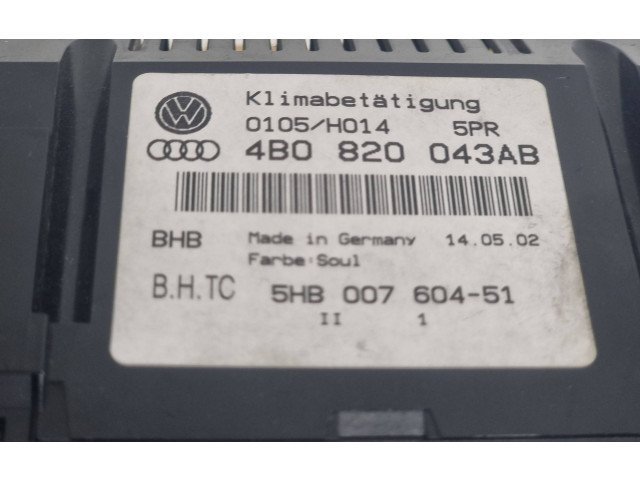 Klimabetätigung
0105/H014 5PR
4B0 820 043AB
BHB Made in Germany 14.05.02
Farbe:Soul
B.H.TC 5HB 007 604-51
II 1